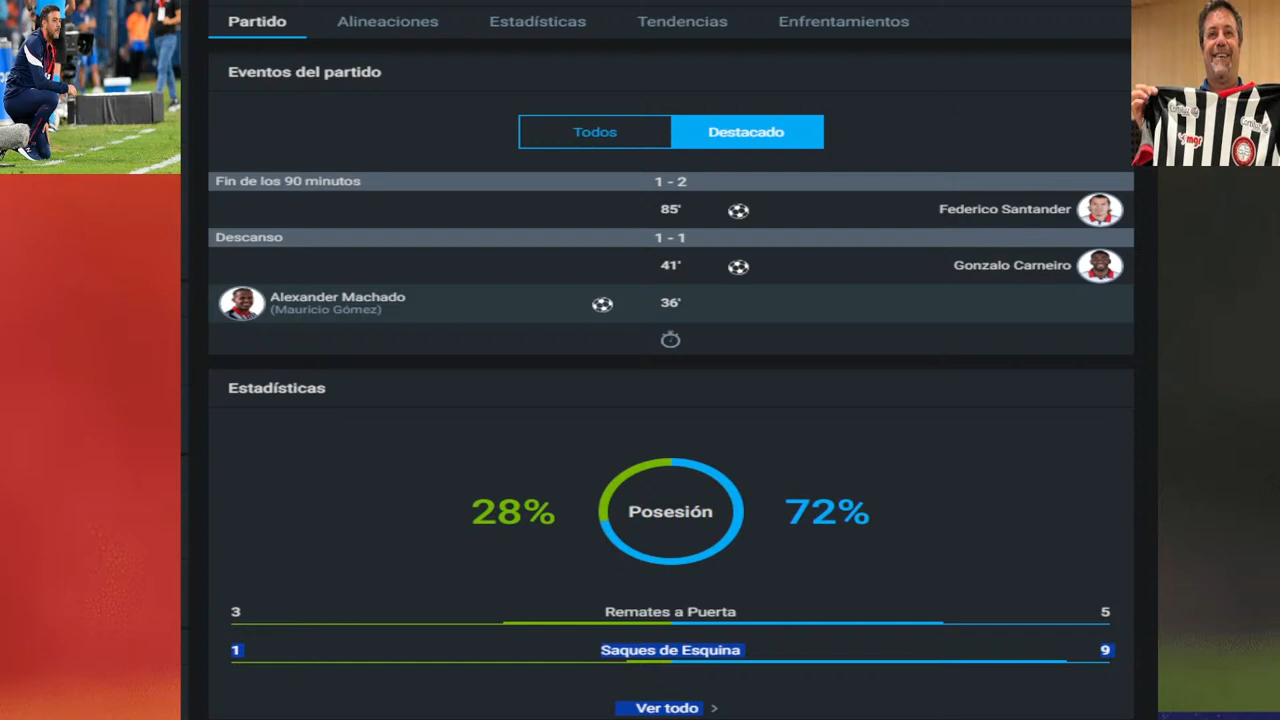 Partido Alineaciones Estadísticas Tendencias Enfrentamientos
Eventos del partido
Todos Destacado
Fin de los 90 minutos 1 - 2
85' Federico Santander
Descanso 1 - 1
41' Gonzalo Carneiro
Alexander Machado 36'
(Mauricio Gómez)
Estadísticas
28% Posesión 72%
3 Remates a Puerta 5
1 Saques de Esquina 9
Ver todo >